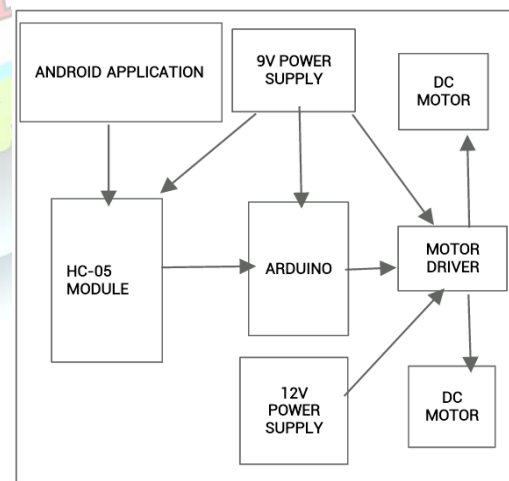 ANDROID APPLICATION
9V POWER
SUPPLY
DC
MOTOR
HC-05
MODULE
ARDUINO
MOTOR
DRIVER
12V
POWER
SUPPLY
DC
MOTOR